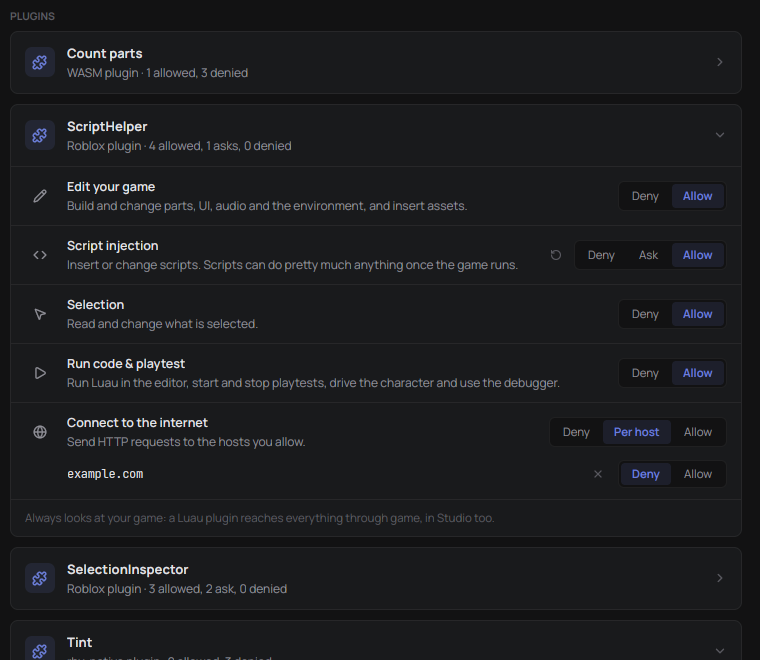 PLUGINS
Count parts
WASM plugin · 1 allowed, 3 denied
ScriptHelper
Roblox plugin · 4 allowed, 1 asks, 0 denied
Edit your game
Deny Allow
Build and change parts, UI, audio and the environment, and insert assets.
Script injection
Deny Ask Allow
Insert or change scripts. Scripts can do pretty much anything once the game runs.
Selection
Deny Allow
Read and change what is selected.
Run code & playtest
Deny Allow
Run Luau in the editor, start and stop playtests, drive the character and use the debugger.
Connect to the internet
Deny Per host Allow
Send HTTP requests to the hosts you allow.
example.com
Deny Allow
Always looks at your game: a Luau plugin reaches everything through game, in Studio too.
SelectionInspector
Roblox plugin · 3 allowed, 2 ask, 0 denied
Tint